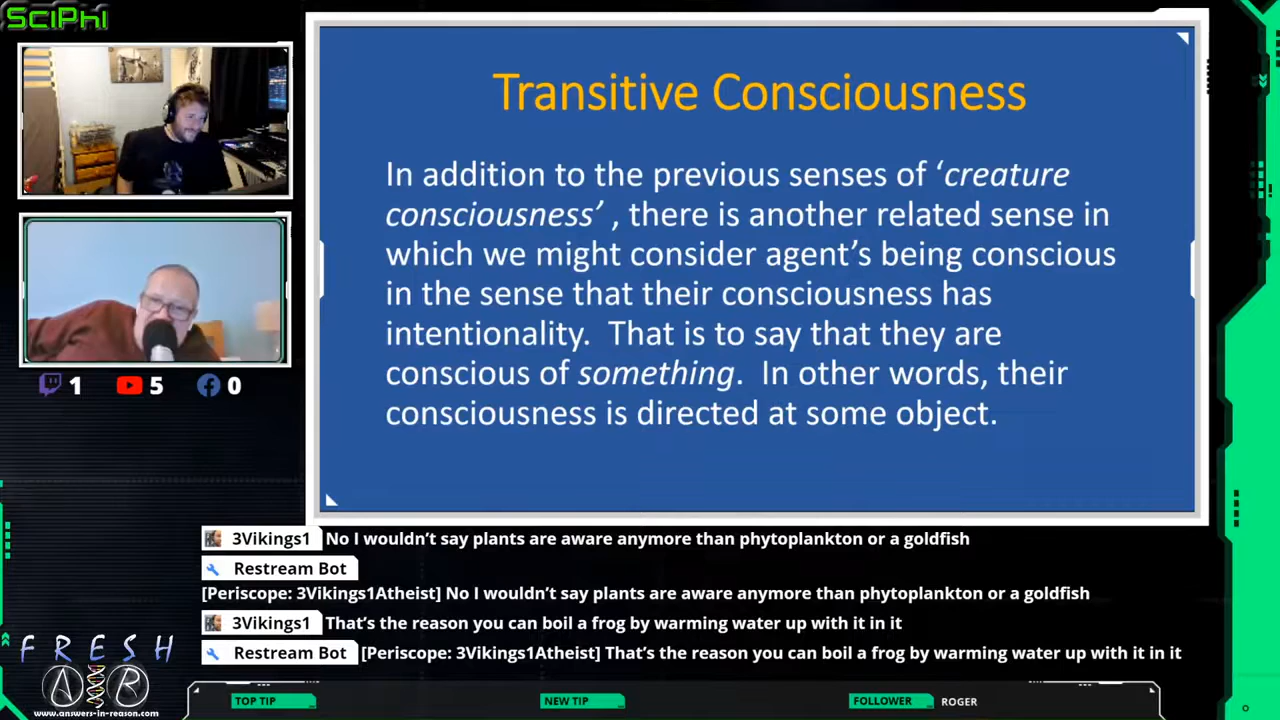 SCIPHI
Transitive Consciousness
In addition to the previous senses of ‘creature
consciousness’ , there is another related sense in
which we might consider agent’s being conscious
in the sense that their consciousness has
intentionality.  That is to say that they are
conscious of something.  In other words, their
consciousness is directed at some object.
1 5 0
3Vikings1 No I wouldn’t say plants are aware anymore than phytoplankton or a goldfish
Restream Bot
[Periscope: 3Vikings1Atheist] No I wouldn’t say plants are aware anymore than phytoplankton or a goldfish
3Vikings1 That’s the reason you can boil a frog by warming water up with it in it
Restream Bot [Periscope: 3Vikings1Atheist] That’s the reason you can boil a frog by warming water up with it in it
FRESH
A R
www.answers-in-reason.com
TOP TIP NEW TIP FOLLOWER ROGER